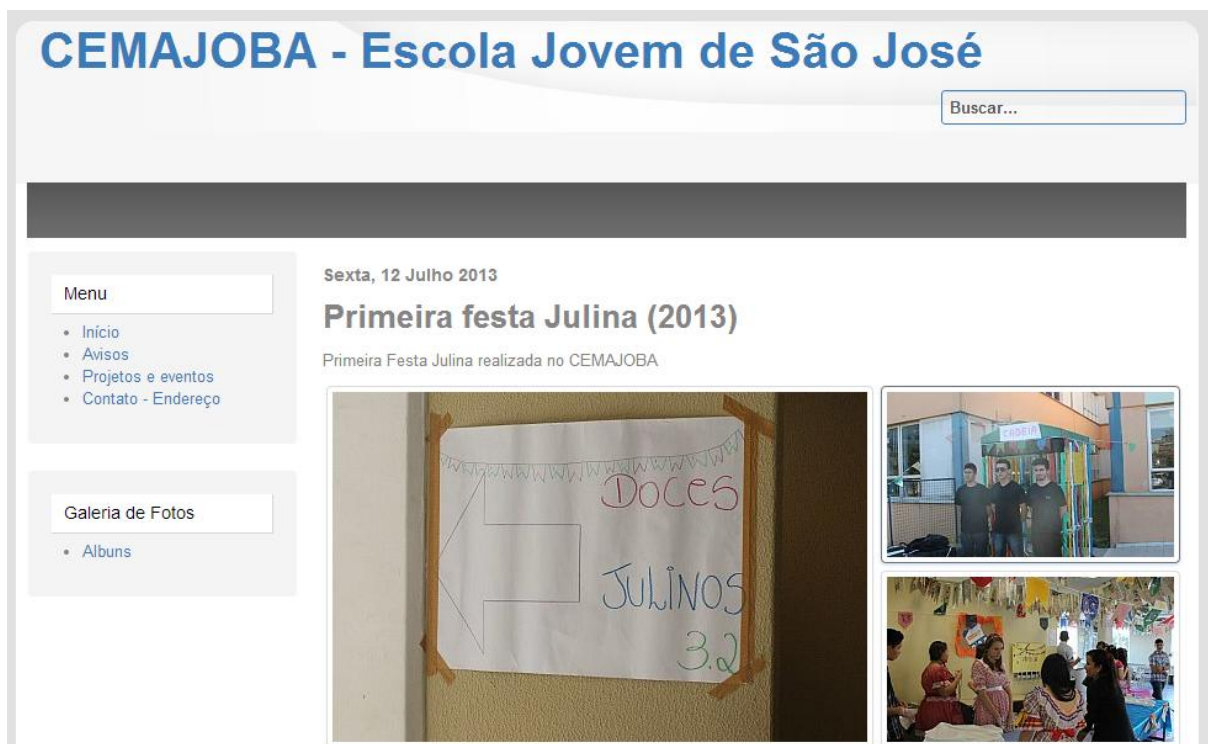 CEMAJOBA - Escola Jovem de São José
Buscar...
Menu
Início
Avisos
Projetos e eventos
Contato - Endereço
Galeria de Fotos
Albuns
Sexta, 12 Julho 2013
Primeira festa Julina (2013)
Primeira Festa Julina realizada no CEMAJOBA
DOCES
JULINOS
3.2
CADEIA